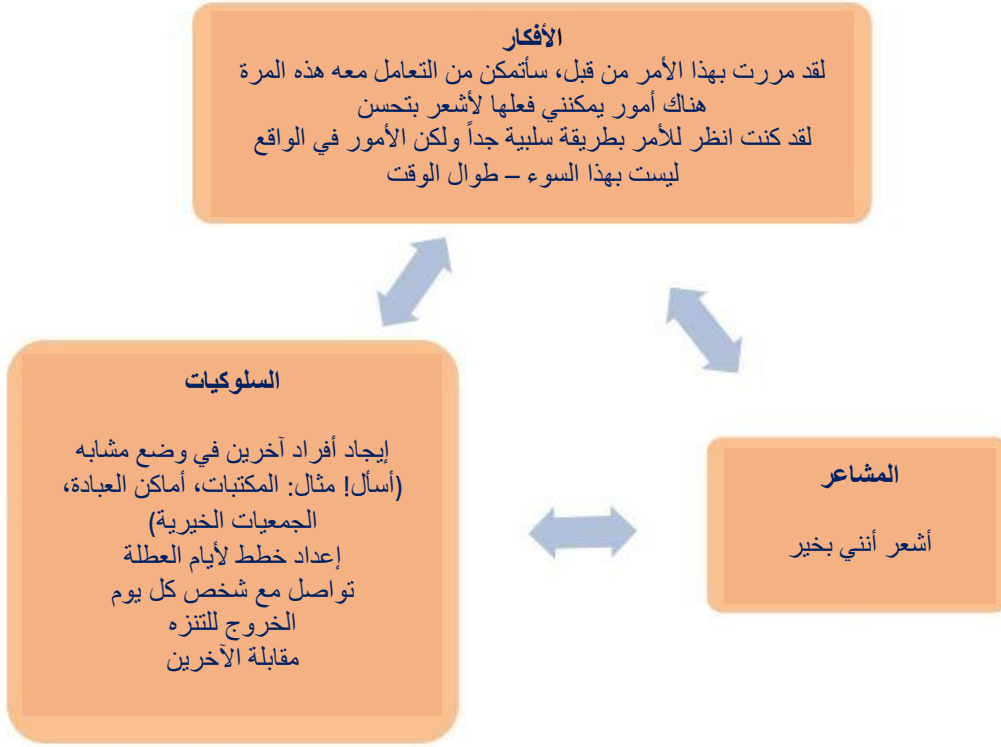 الأفكار
لقد مررت بهذا الأمر من قبل، سأتمكن من التعامل معه هذه المرة
هناك أمور يمكنني فعلها لأشعر بتحسن
لقد كنت انظر للأمر بطريقة سلبية جداً ولكن الأمور في الواقع
ليست بهذا السوء – طوال الوقت
السلوكيات
إيجاد أفراد آخرين في وضع مشابه
(أسأل! مثال: المكتبات، أماكن العبادة،
الجمعيات الخيرية)
إعداد خطط لأيام العطلة
تواصل مع شخص كل يوم
الخروج للتنزه
مقابلة الآخرين
المشاعر
أشعر أنني بخير